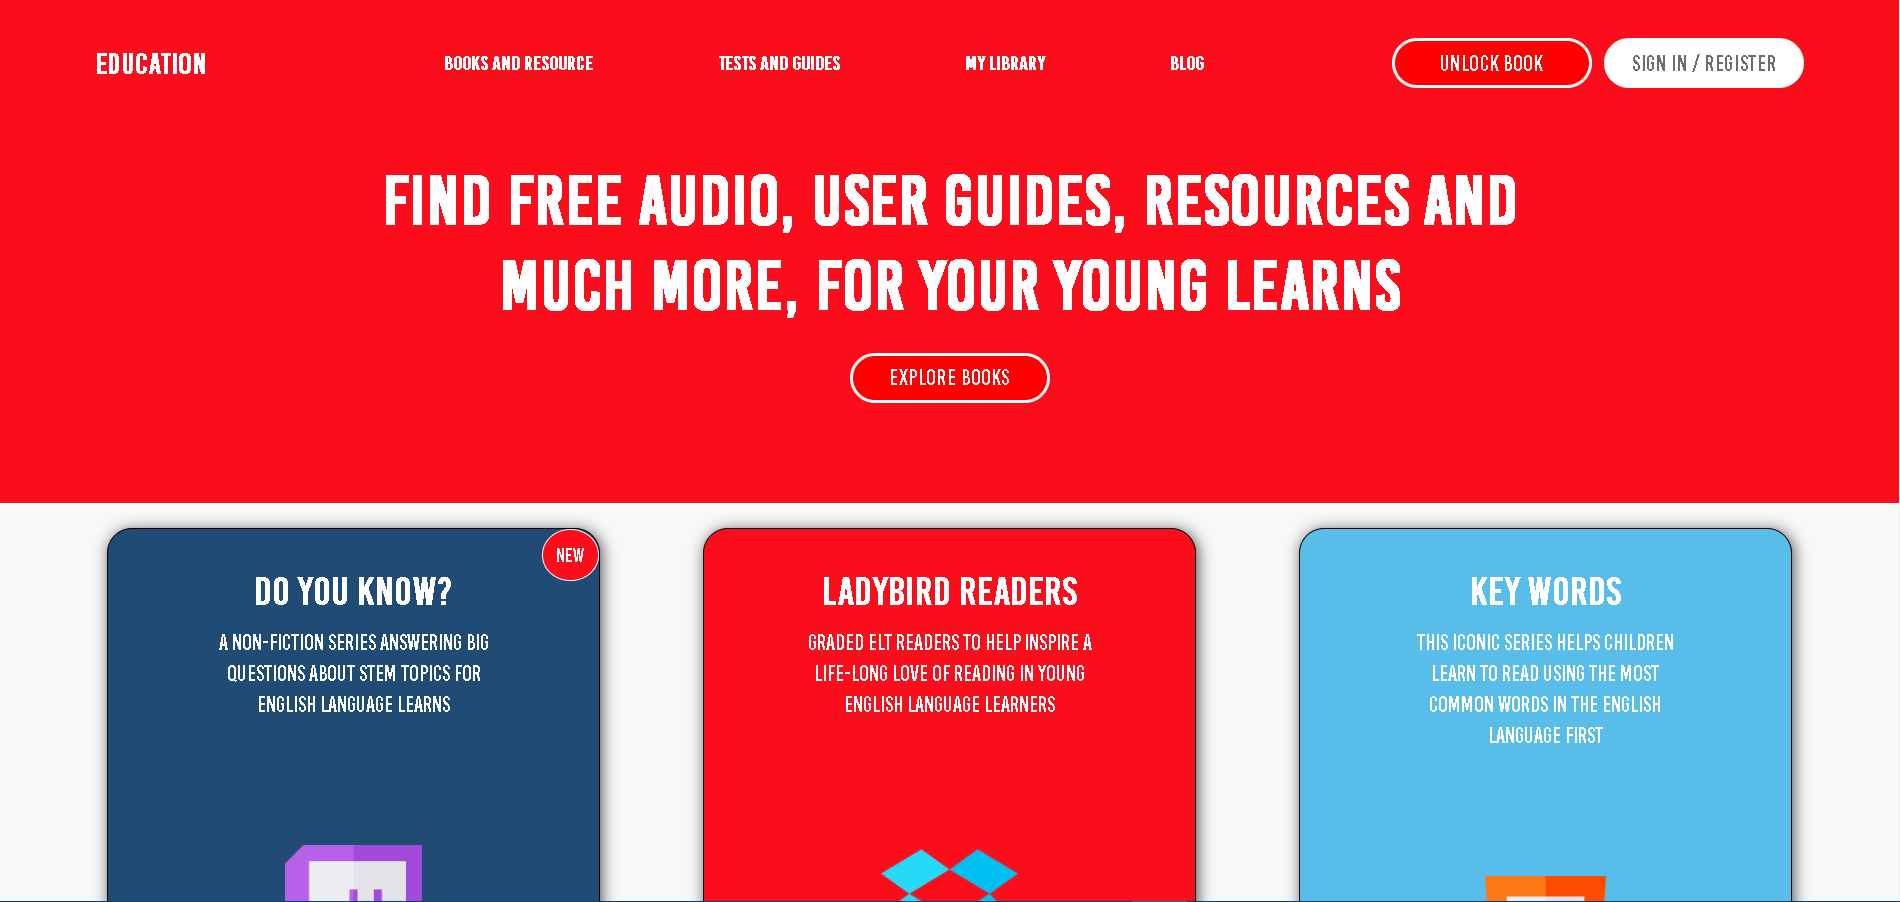 EDUCATION
BOOKS AND RESOURCE
TESTS AND GUIDES
MY LIBRARY
BLOG
UNLOCK BOOK
SIGN IN / REGISTER
FIND FREE AUDIO, USER GUIDES, RESOURCES AND
MUCH MORE, FOR YOUR YOUNG LEARNS
EXPLORE BOOKS
NEW
DO YOU KNOW?
A NON-FICTION SERIES ANSWERING BIG
QUESTIONS ABOUT STEM TOPICS FOR
ENGLISH LANGUAGE LEARNS
LADYBIRD READERS
GRADED ELT READERS TO HELP INSPIRE A
LIFE-LONG LOVE OF READING IN YOUNG
ENGLISH LANGUAGE LEARNERS
KEY WORDS
THIS ICONIC SERIES HELPS CHILDREN
LEARN TO READ USING THE MOST
COMMON WORDS IN THE ENGLISH
LANGUAGE FIRST